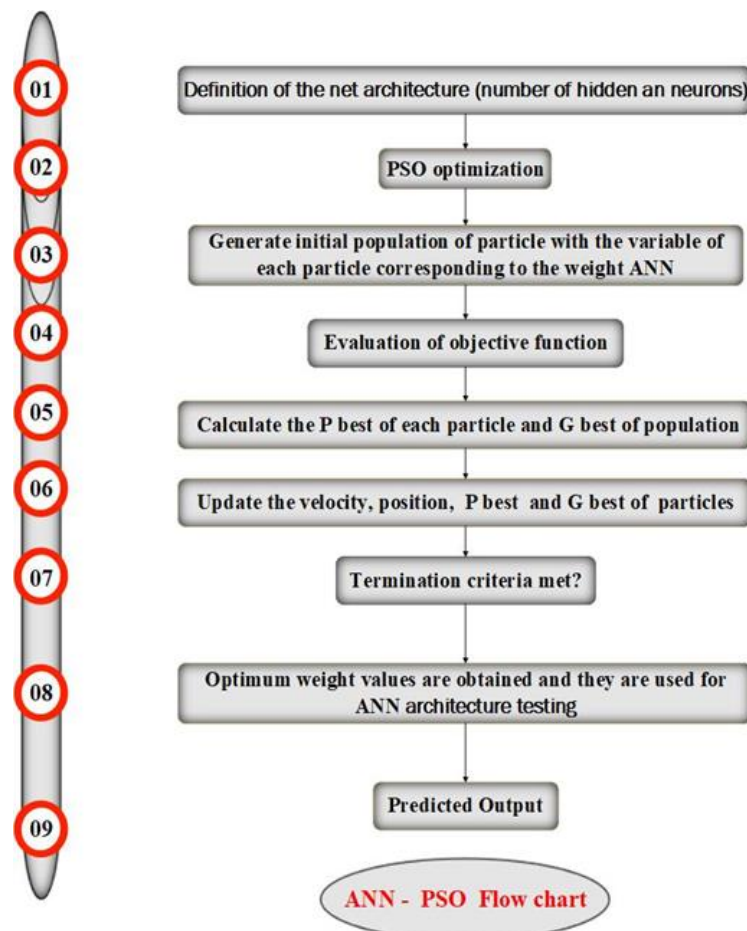 01
Definition of the net architecture (number of hidden an neurons)
02
PSO optimization
03
Generate initial population of particle with the variable of
each particle corresponding to the weight ANN
04
Evaluation of objective function
05
Calculate the P best of each particle and G best of population
06
Update the velocity, position, P best and G best of particles
07
Termination criteria met?
08
Optimum weight values are obtained and they are used for
ANN architecture testing
09
Predicted Output
ANN - PSO Flow chart